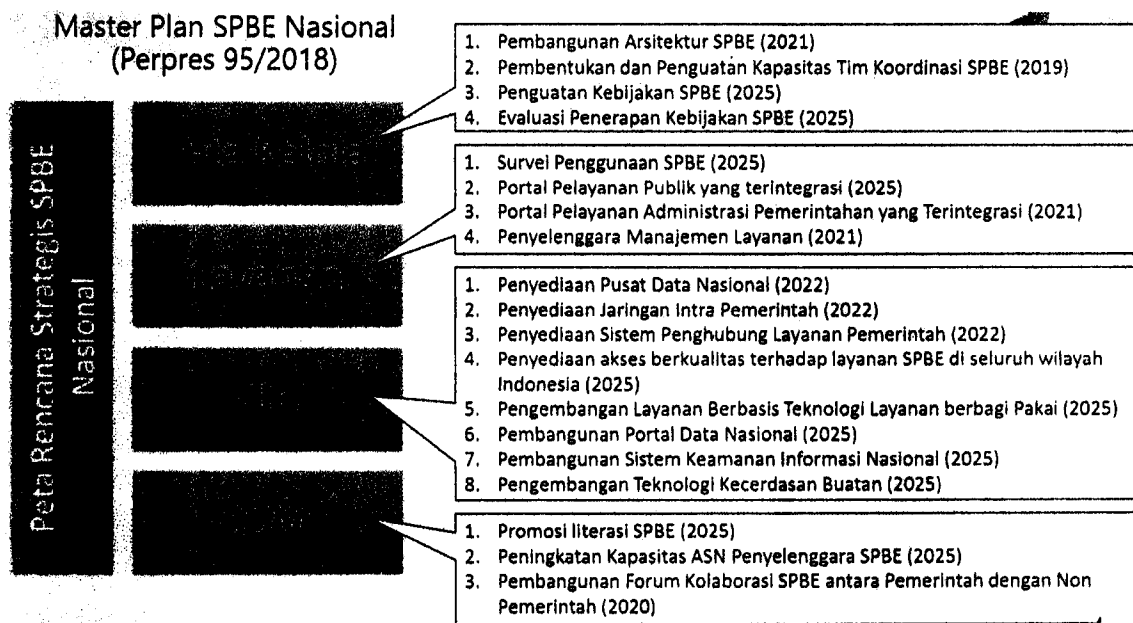 Master Plan SPBE Nasional
(Perpres 95/2018)
Peta Rencana Strategis SPBE
Nasional
1. Pembangunan Arsitektur SPBE (2021)
2. Pembentukan dan Penguatan Kapasitas Tim Koordinasi SPBE (2019)
3. Penguatan Kebijakan SPBE (2025)
4. Evaluasi Penerapan Kebijakan SPBE (2025)
1. Survei Penggunaan SPBE (2025)
2. Portal Pelayanan Publik yang terintegrasi (2025)
3. Portal Pelayanan Administrasi Pemerintahan yang Terintegrasi (2021)
4. Penyelenggara Manajemen Layanan (2021)
1. Penyediaan Pusat Data Nasional (2022)
2. Penyediaan Jaringan Intra Pemerintah (2022)
3. Penyediaan Sistem Penghubung Layanan Pemerintah (2022)
4. Penyediaan akses berkualitas terhadap layanan SPBE di seluruh wilayah
Indonesia (2025)
5. Pengembangan Layanan Berbasis Teknologi Layanan berbagi Pakai (2025)
6. Pembangunan Portal Data Nasional (2025)
7. Pembangunan Sistem Keamanan Informasi Nasional (2025)
8. Pengembangan Teknologi Kecerdasan Buatan (2025)
1. Promosi literasi SPBE (2025)
2. Peningkatan Kapasitas ASN Penyelenggara SPBE (2025)
3. Pembangunan Forum Kolaborasi SPBE antara Pemerintah dengan Non
Pemerintah (2020)